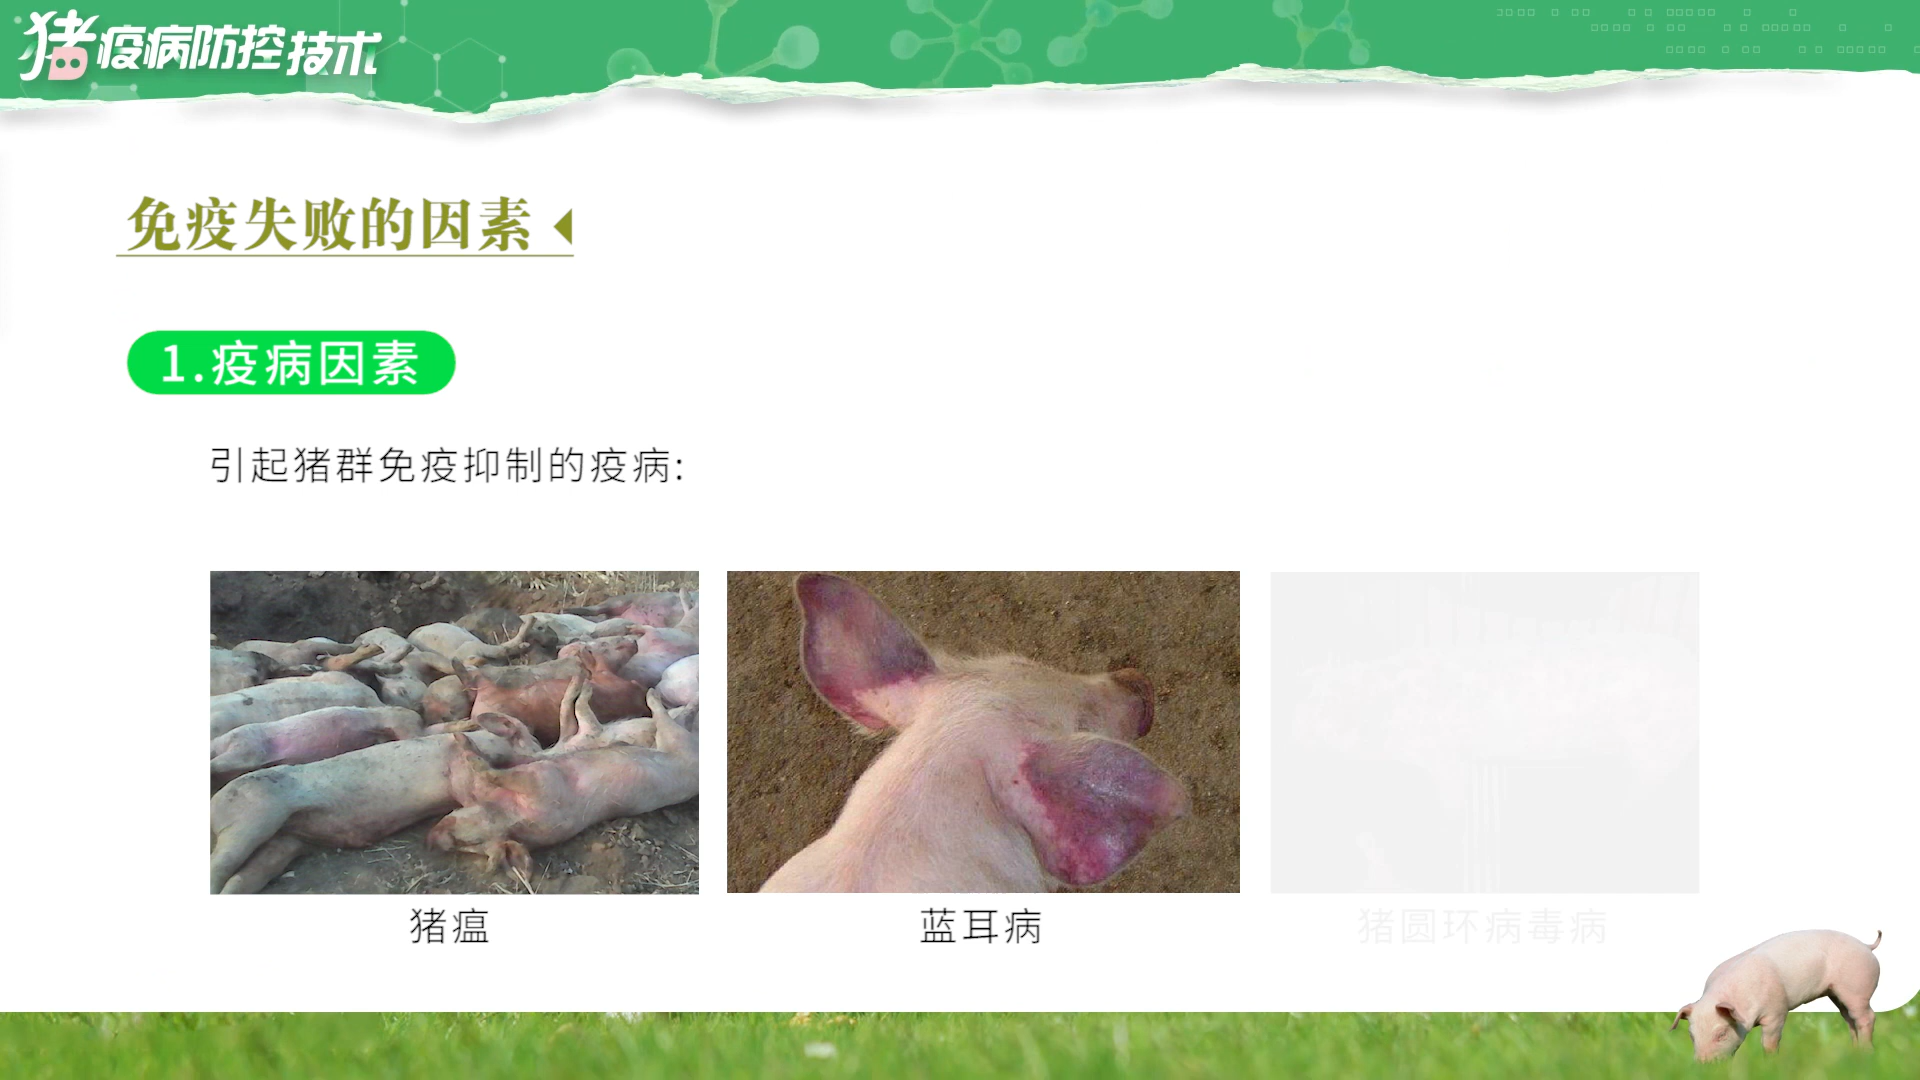 猪疫病防控技术
免疫失败的因素
1.疫病因素
引起猪群免疫抑制的疫病:
猪瘟
蓝耳病
猪圆环病毒病